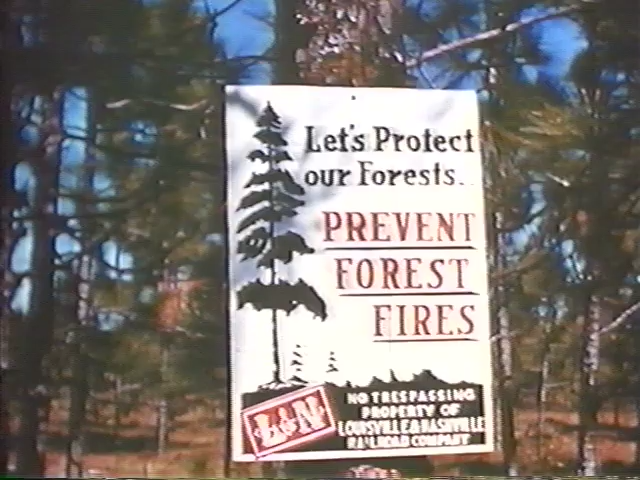 Let's Protect
our Forests..
PREVENT
FOREST
FIRES
L&N
NO TRESPASSING
PROPERTY OF
LOUISVILLE & NASHVILLE
RAILROAD COMPANY